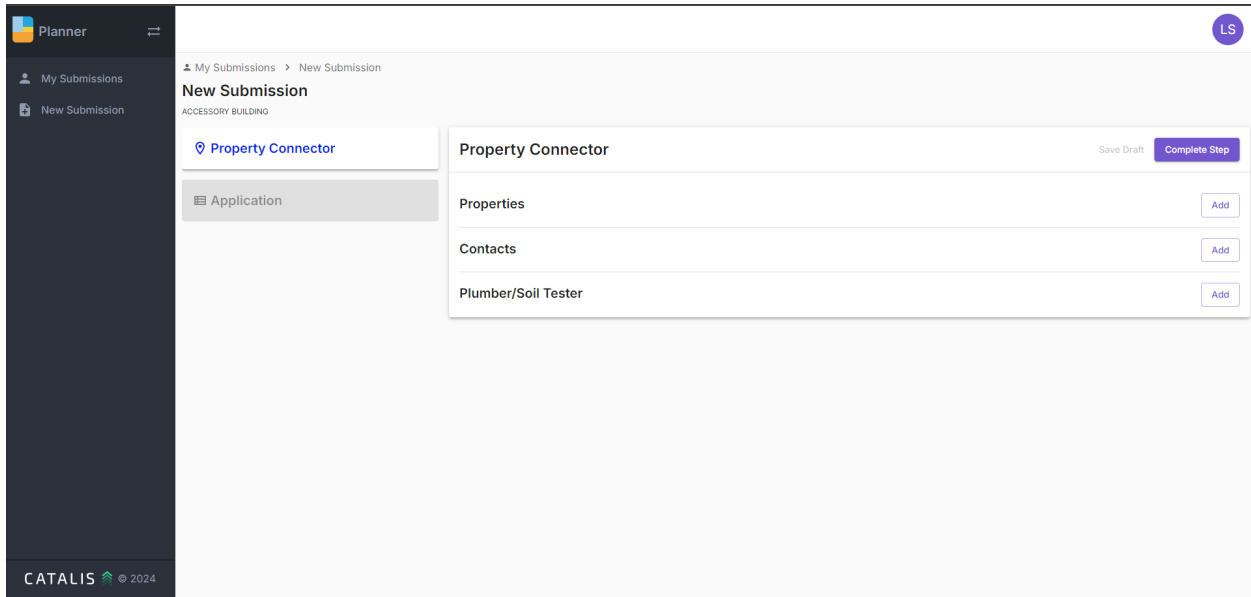 Planner
LS
My Submissions
New Submission
My Submissions > New Submission
New Submission
ACCESSORY BUILDING
Property Connector
Application
Property Connector
Save Draft
Complete Step
Properties
Add
Contacts
Add
Plumber/Soil Tester
Add
CATALIS © 2024